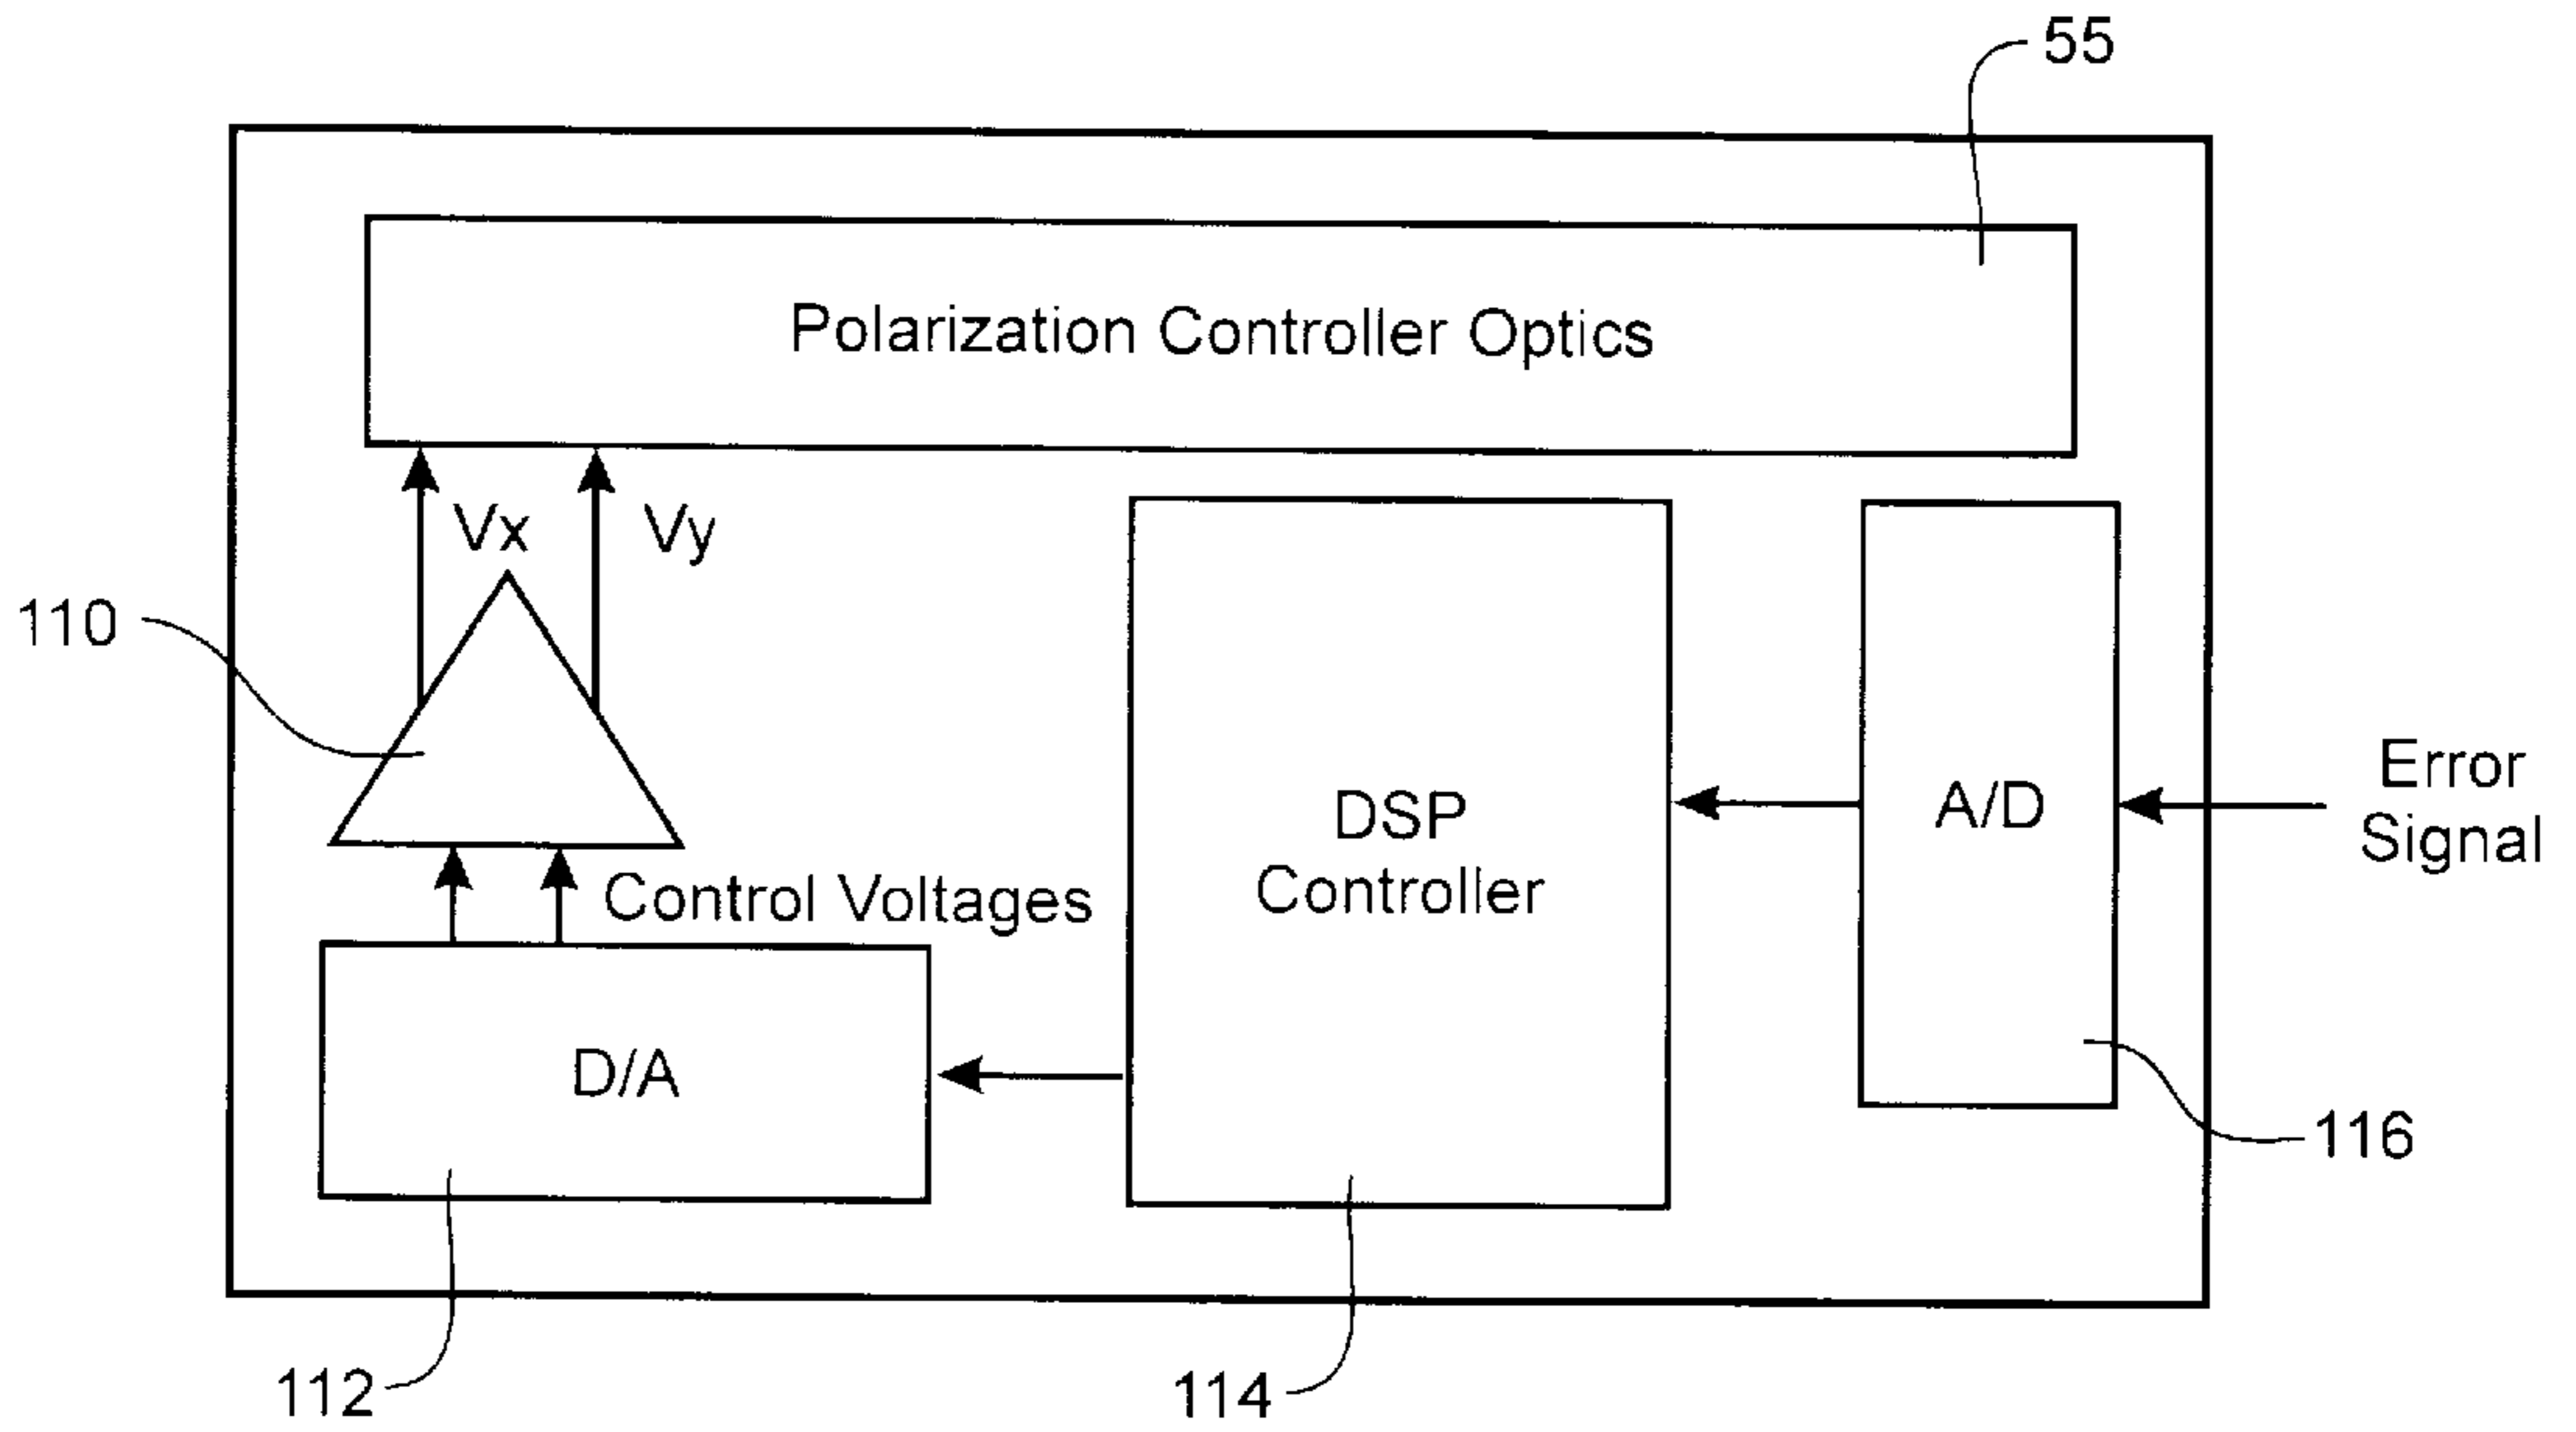 55
Polarization Controller Optics
Vx
Vy
110
Error
Signal
A/D
DSP
Controller
Control Voltages
D/A
116
112
114